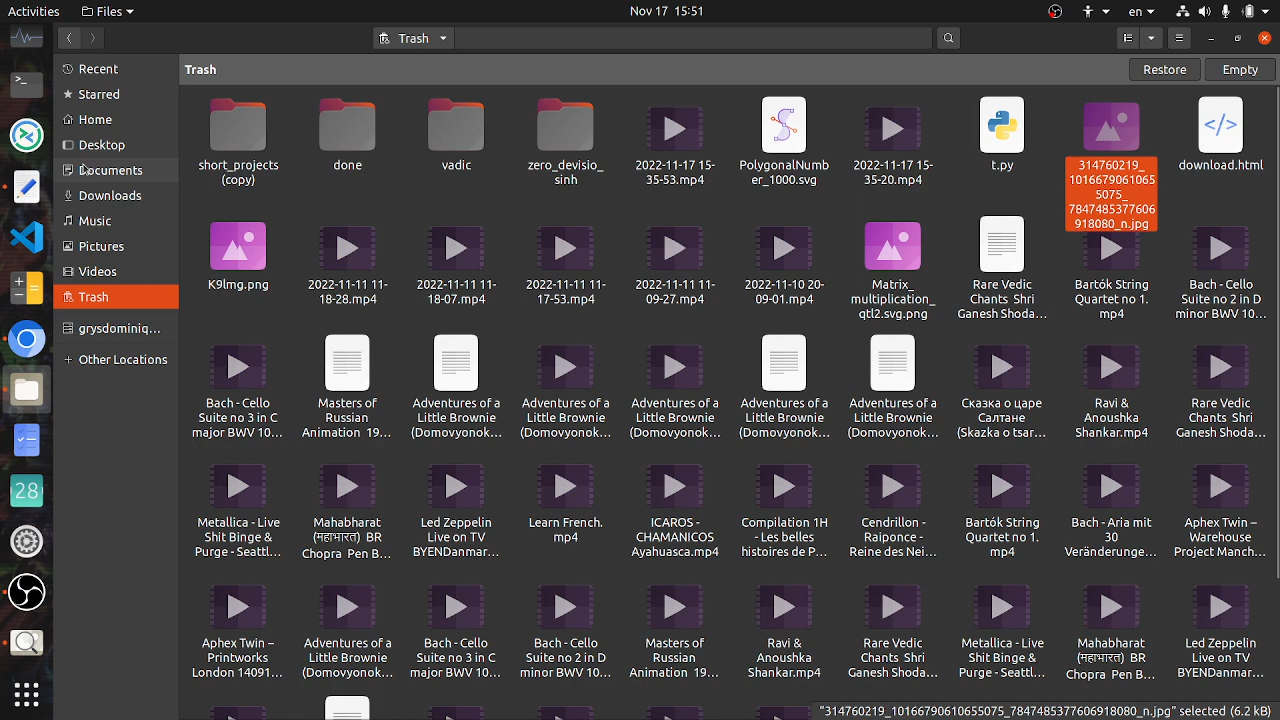 Activities
Files
Nov 17 15:51
en
Trash
Recent
Starred
Home
Desktop
Documents
Downloads
Music
Pictures
Videos
Trash
grysdominiq...
Other Locations
Trash
Restore
Empty
short_projects
(copy)
done
vadic
zero_devisio_
sinh
2022-11-17 15-
35-53.mp4
PolygonalNumb
er_1000.svg
2022-11-17 15-
35-20.mp4
t.py
314760219_
1016679061065
5075_
7847485377606
918080_n.jpg
download.html
K9lmg.png
2022-11-11 11-
18-28.mp4
2022-11-11 11-
18-07.mp4
2022-11-11 11-
17-53.mp4
2022-11-11 11-
09-27.mp4
2022-11-10 20-
09-01.mp4
Matrix_
multiplication_
qtl2.svg.png
Rare Vedic
Chants Shri
Ganesh Shoda...
Bartók String
Quartet no 1.
mp4
Bach - Cello
Suite no 2 in D
minor BWV 10...
Bach - Cello
Suite no 3 in C
major BWV 10...
Masters of
Russian
Animation 19...
Adventures of a
Little Brownie
(Domovyonok...
Adventures of a
Little Brownie
(Domovyonok...
Adventures of a
Little Brownie
(Domovyonok...
Adventures of a
Little Brownie
(Domovyonok...
Adventures of a
Little Brownie
(Domovyonok...
Сказка о царе
Салтане
(Skazka o tsar...
Ravi &
Anoushka
Shankar.mp4
Rare Vedic
Chants Shri
Ganesh Shoda...
Metallica - Live
Shit Binge &
Purge - Seattl...
Mahabharat
(महाभारत) BR
Chopra Pen B...
Led Zeppelin
Live on TV
BYENDanmar...
Learn French.
mp4
ICAROS -
CHAMANICOS
Ayahuasca.mp4
Compilation 1H
- Les belles
histoires de P...
Cendrillon -
Raiponce -
Reine des Nei...
Bartók String
Quartet no 1.
mp4
Bach - Aria mit
30
Veränderunge...
Aphex Twin –
Warehouse
Project Manch...
Aphex Twin –
Printworks
London 14091...
Adventures of a
Little Brownie
(Domovyonok...
Bach - Cello
Suite no 3 in C
major BWV 10...
Bach - Cello
Suite no 2 in D
minor BWV 10...
Masters of
Russian
Animation 19...
Ravi &
Anoushka
Shankar.mp4
Rare Vedic
Chants Shri
Ganesh Shoda...
Metallica - Live
Shit Binge &
Purge - Seattl...
Mahabharat
(महाभारत) BR
Chopra Pen B...
Led Zeppelin
Live on TV
BYENDanmar...
28
"314760219_10166790610655075_7847485377606918080_n.jpg" selected (6.2 kB)